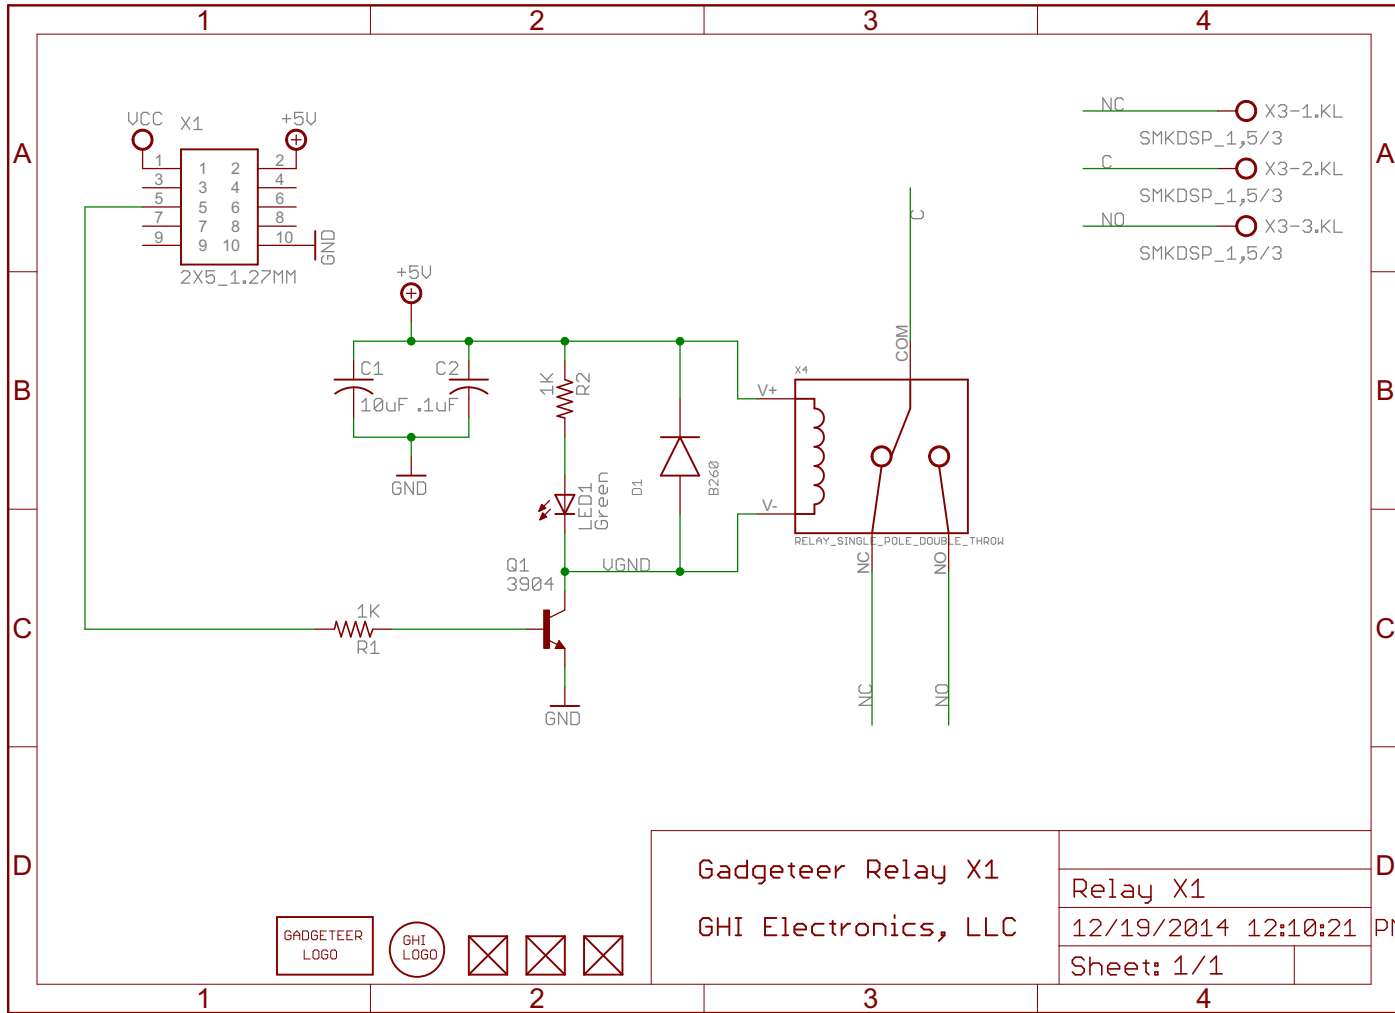 1 2 3 4
A A
B B
C C
D D
1 2 3 4
VCC X1 +5V
1 1 2 2
3 3 4 4
5 5 6 6
7 7 8 8
9 9 10 10
GND
2X5_1.27MM
NC X3-1.KL
SMKDSP_1,5/3
C X3-2.KL
SMKDSP_1,5/3
NO X3-3.KL
SMKDSP_1,5/3
C
+5V
C1
10uF
C2
.1uF
GND
1K
R2
LED1
Green
D1
B260
COM
X4
V+
V-
RELAY_SINGLE_POLE_DOUBLE_THROW
NC
NO
NC
NO
Q1
3904
VGND
1K
R1
GND
Gadgeteer Relay X1
GHI Electronics, LLC
Relay X1
12/19/2014 12:10:21
Sheet: 1/1
GADGETEER
LOGO
GHI
LOGO